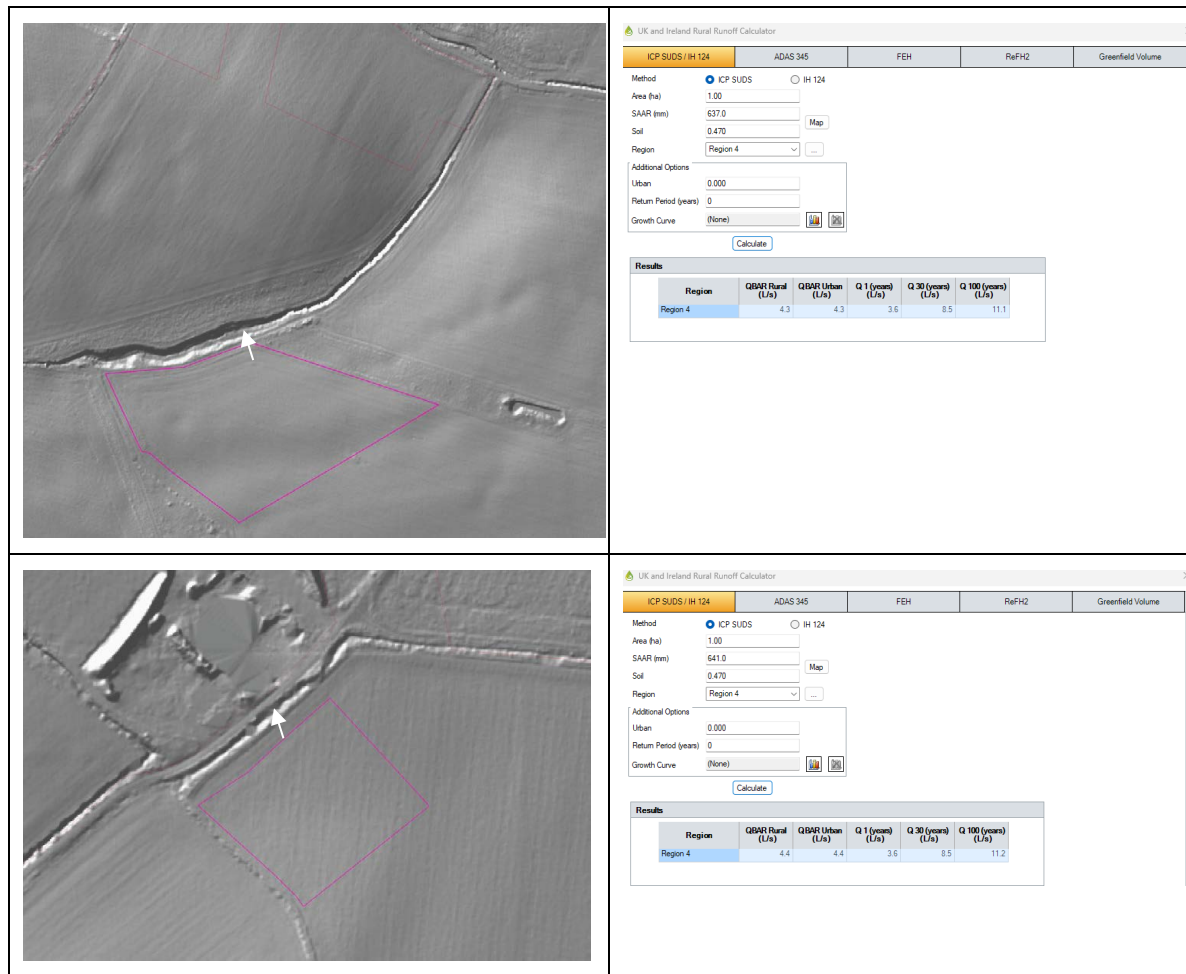 UK and Ireland Rural Runoff Calculator
ICP SUDS / IH 124 ADAS 345 FEH ReFH2 Greenfield Volume
Method ICP SUDS IH 124
Area (ha) 1.00
SAAR (mm) 637.0
Map
Soil 0.470
Region Region 4 ...
Additional Options
Urban 0.000
Return Period (years) 0
Growth Curve (None)
Calculate
Results
Region QBAR Rural (L/s) QBAR Urban (L/s) Q 1 (years) (L/s) Q 30 (years) (L/s) Q 100 (years) (L/s)
Region 4 4.3 4.3 3.6 8.5 11.1
UK and Ireland Rural Runoff Calculator
ICP SUDS / IH 124 ADAS 345 FEH ReFH2 Greenfield Volume
Method ICP SUDS IH 124
Area (ha) 1.00
SAAR (mm) 641.0
Map
Soil 0.470
Region Region 4 ...
Additional Options
Urban 0.000
Return Period (years) 0
Growth Curve (None)
Calculate
Results
Region QBAR Rural (L/s) QBAR Urban (L/s) Q 1 (years) (L/s) Q 30 (years) (L/s) Q 100 (years) (L/s)
Region 4 4.4 4.4 3.6 8.5 11.2